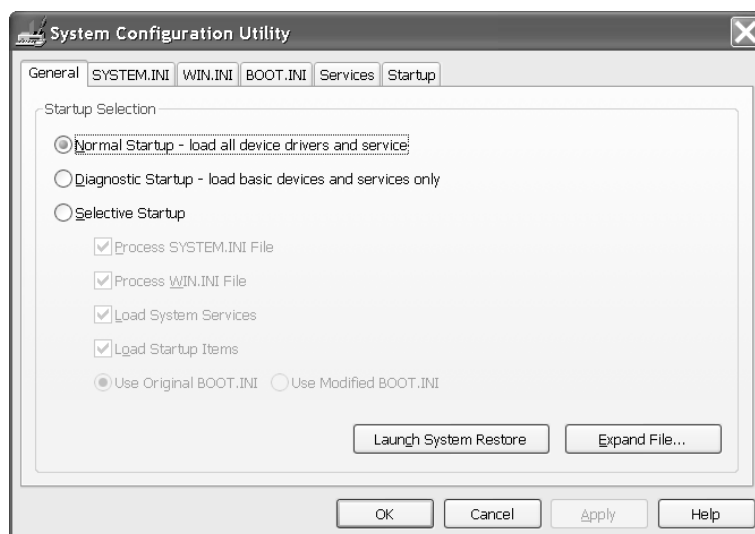 System Configuration Utility
General SYSTEM.INI WIN.INI BOOT.INI Services Startup
Startup Selection
Normal Startup - load all device drivers and service
Diagnostic Startup - load basic devices and services only
Selective Startup
Process SYSTEM.INI File
Process WIN.INI File
Load System Services
Load Startup Items
Use Original BOOT.INI Use Modified BOOT.INI
Launch System Restore Expand File...
OK Cancel Apply Help